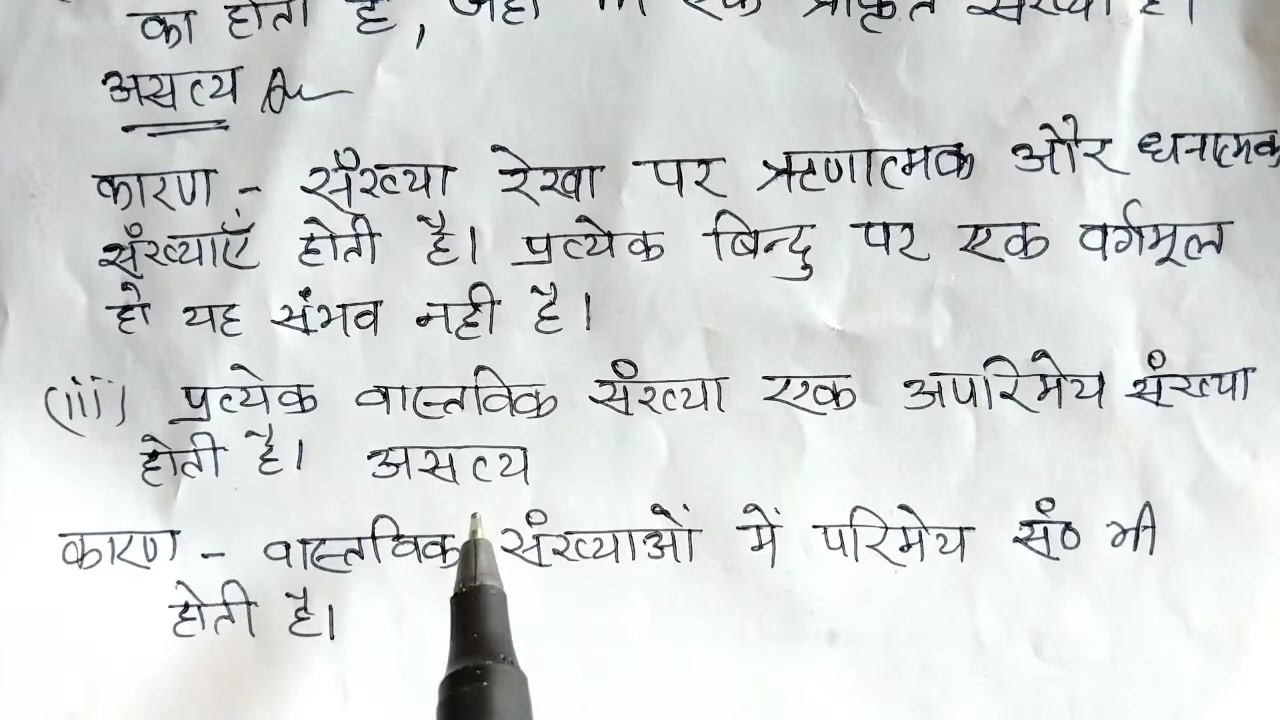 का होता है, जहाँ m एक प्राकृत संख्या है।
असत्य Ans
कारण - संख्या रेखा पर ऋणात्मक और धनात्मक
संख्याएँ होती है। प्रत्येक बिन्दु पर एक वर्गमूल
हो यह संभव नही है।
(iii) प्रत्येक वास्तविक संख्या एक अपरिमेय संख्या
होती है। असत्य
कारण - वास्तविक संख्याओं में परिमेय सं० भी
होती है।